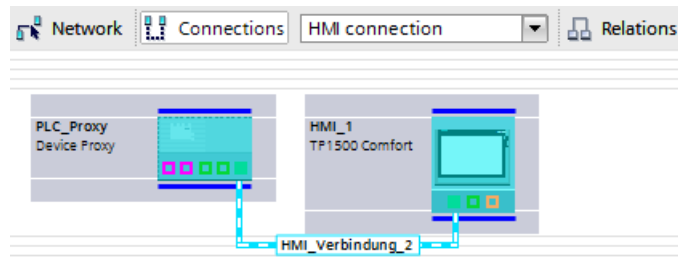 Network Connections HMI connection Relations
PLC_Proxy
Device Proxy
HMI_1
TP1500 Comfort
HMI_Verbindung_2